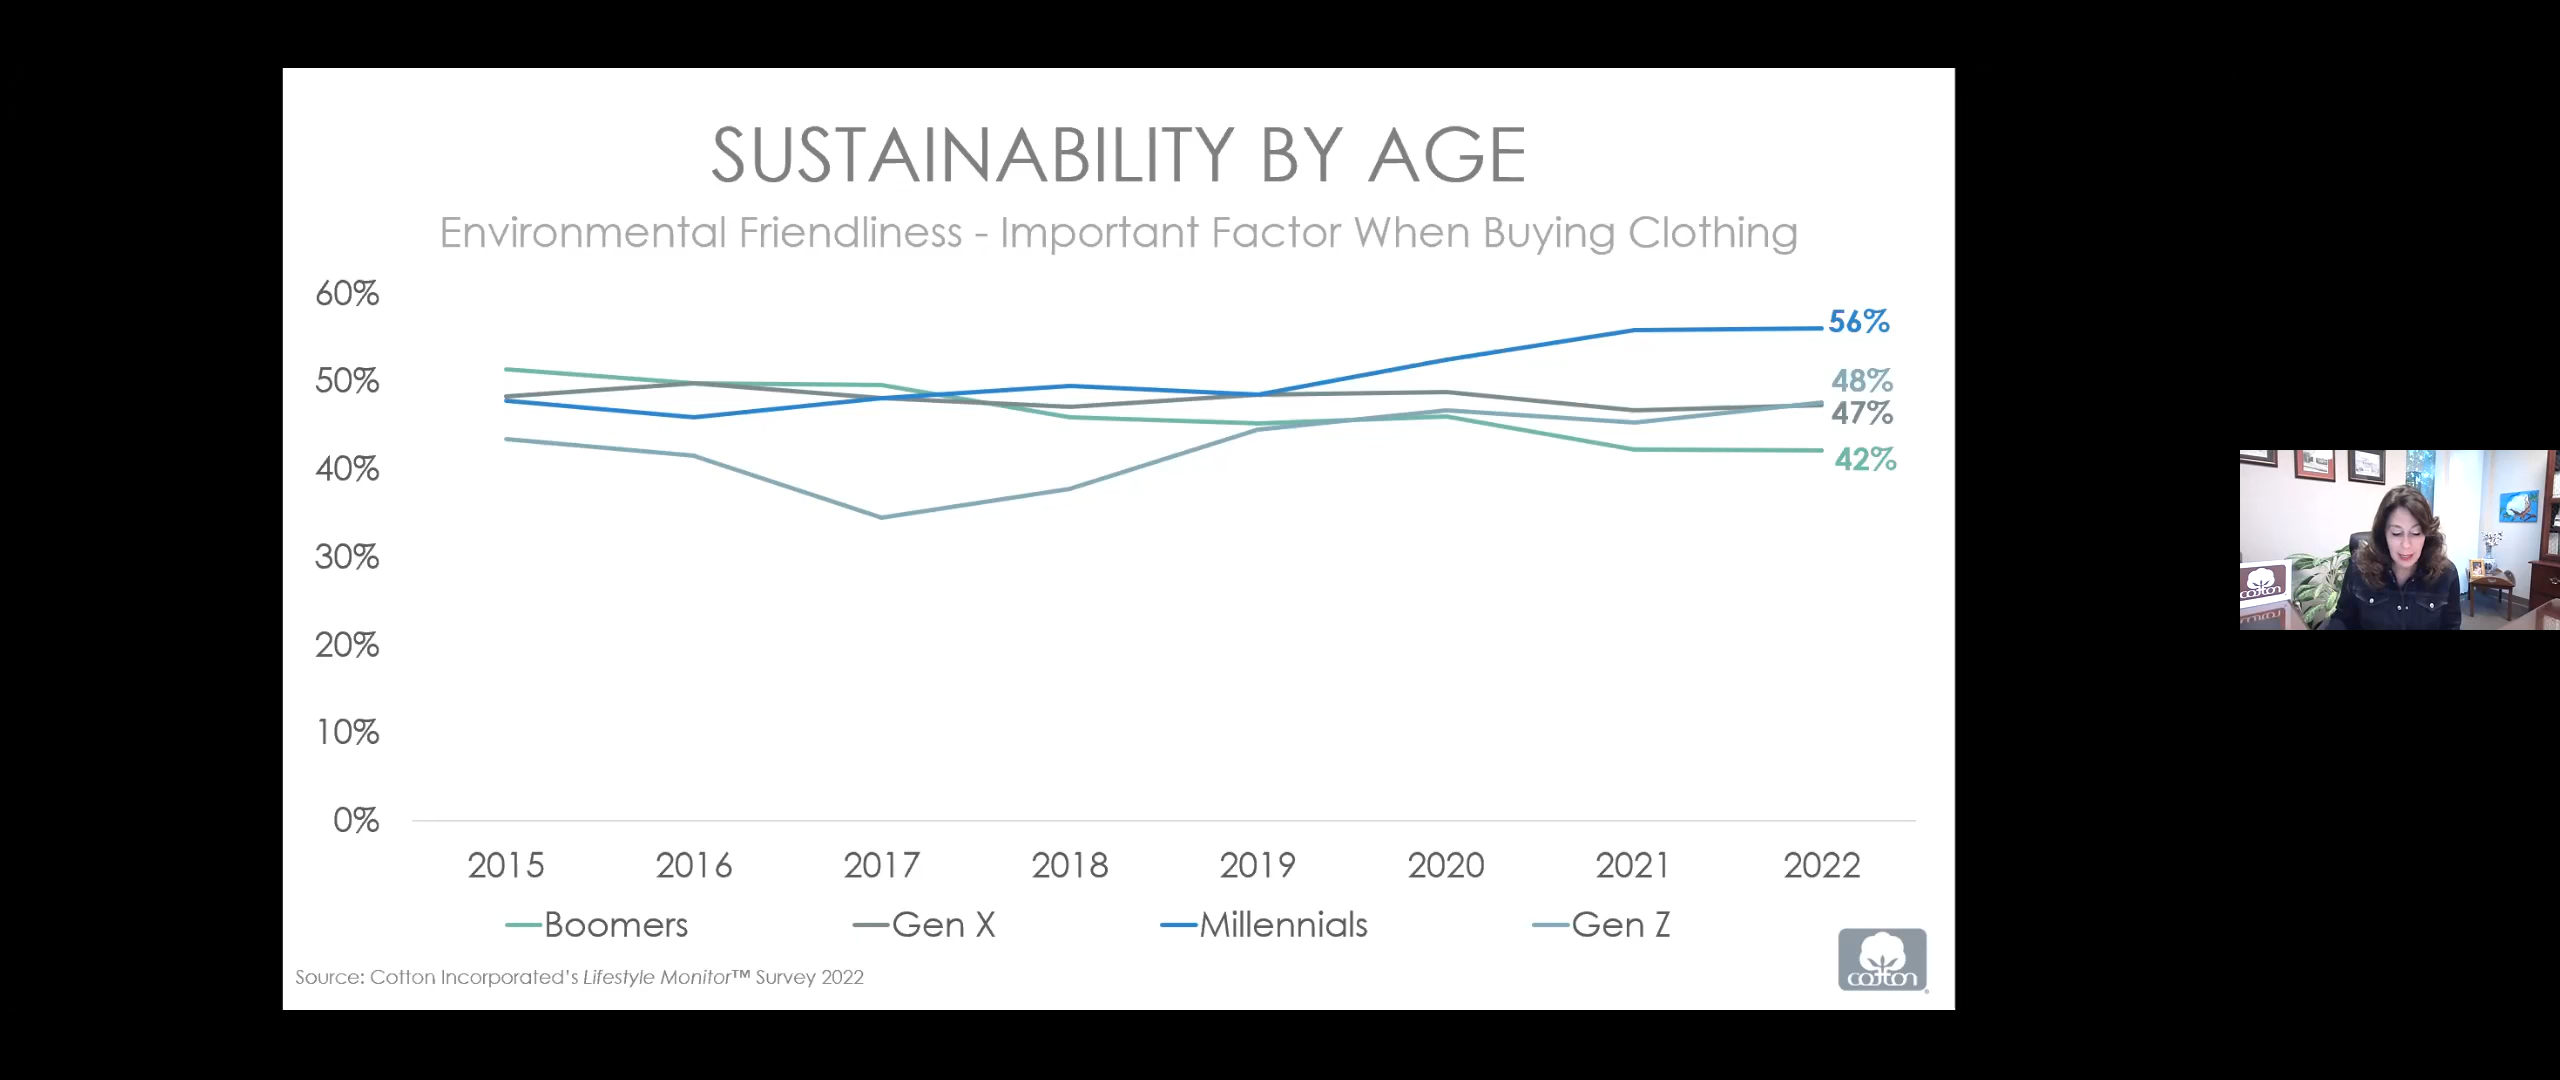 SUSTAINABILITY BY AGE
Environmental Friendliness - Important Factor When Buying Clothing
60%
50%
40%
30%
20%
10%
0%
56%
48%
47%
42%
2015 2016 2017 2018 2019 2020 2021 2022
Boomers Gen X Millennials Gen Z
Source: Cotton Incorporated's Lifestyle Monitor™ Survey 2022
cotton
®
cotton